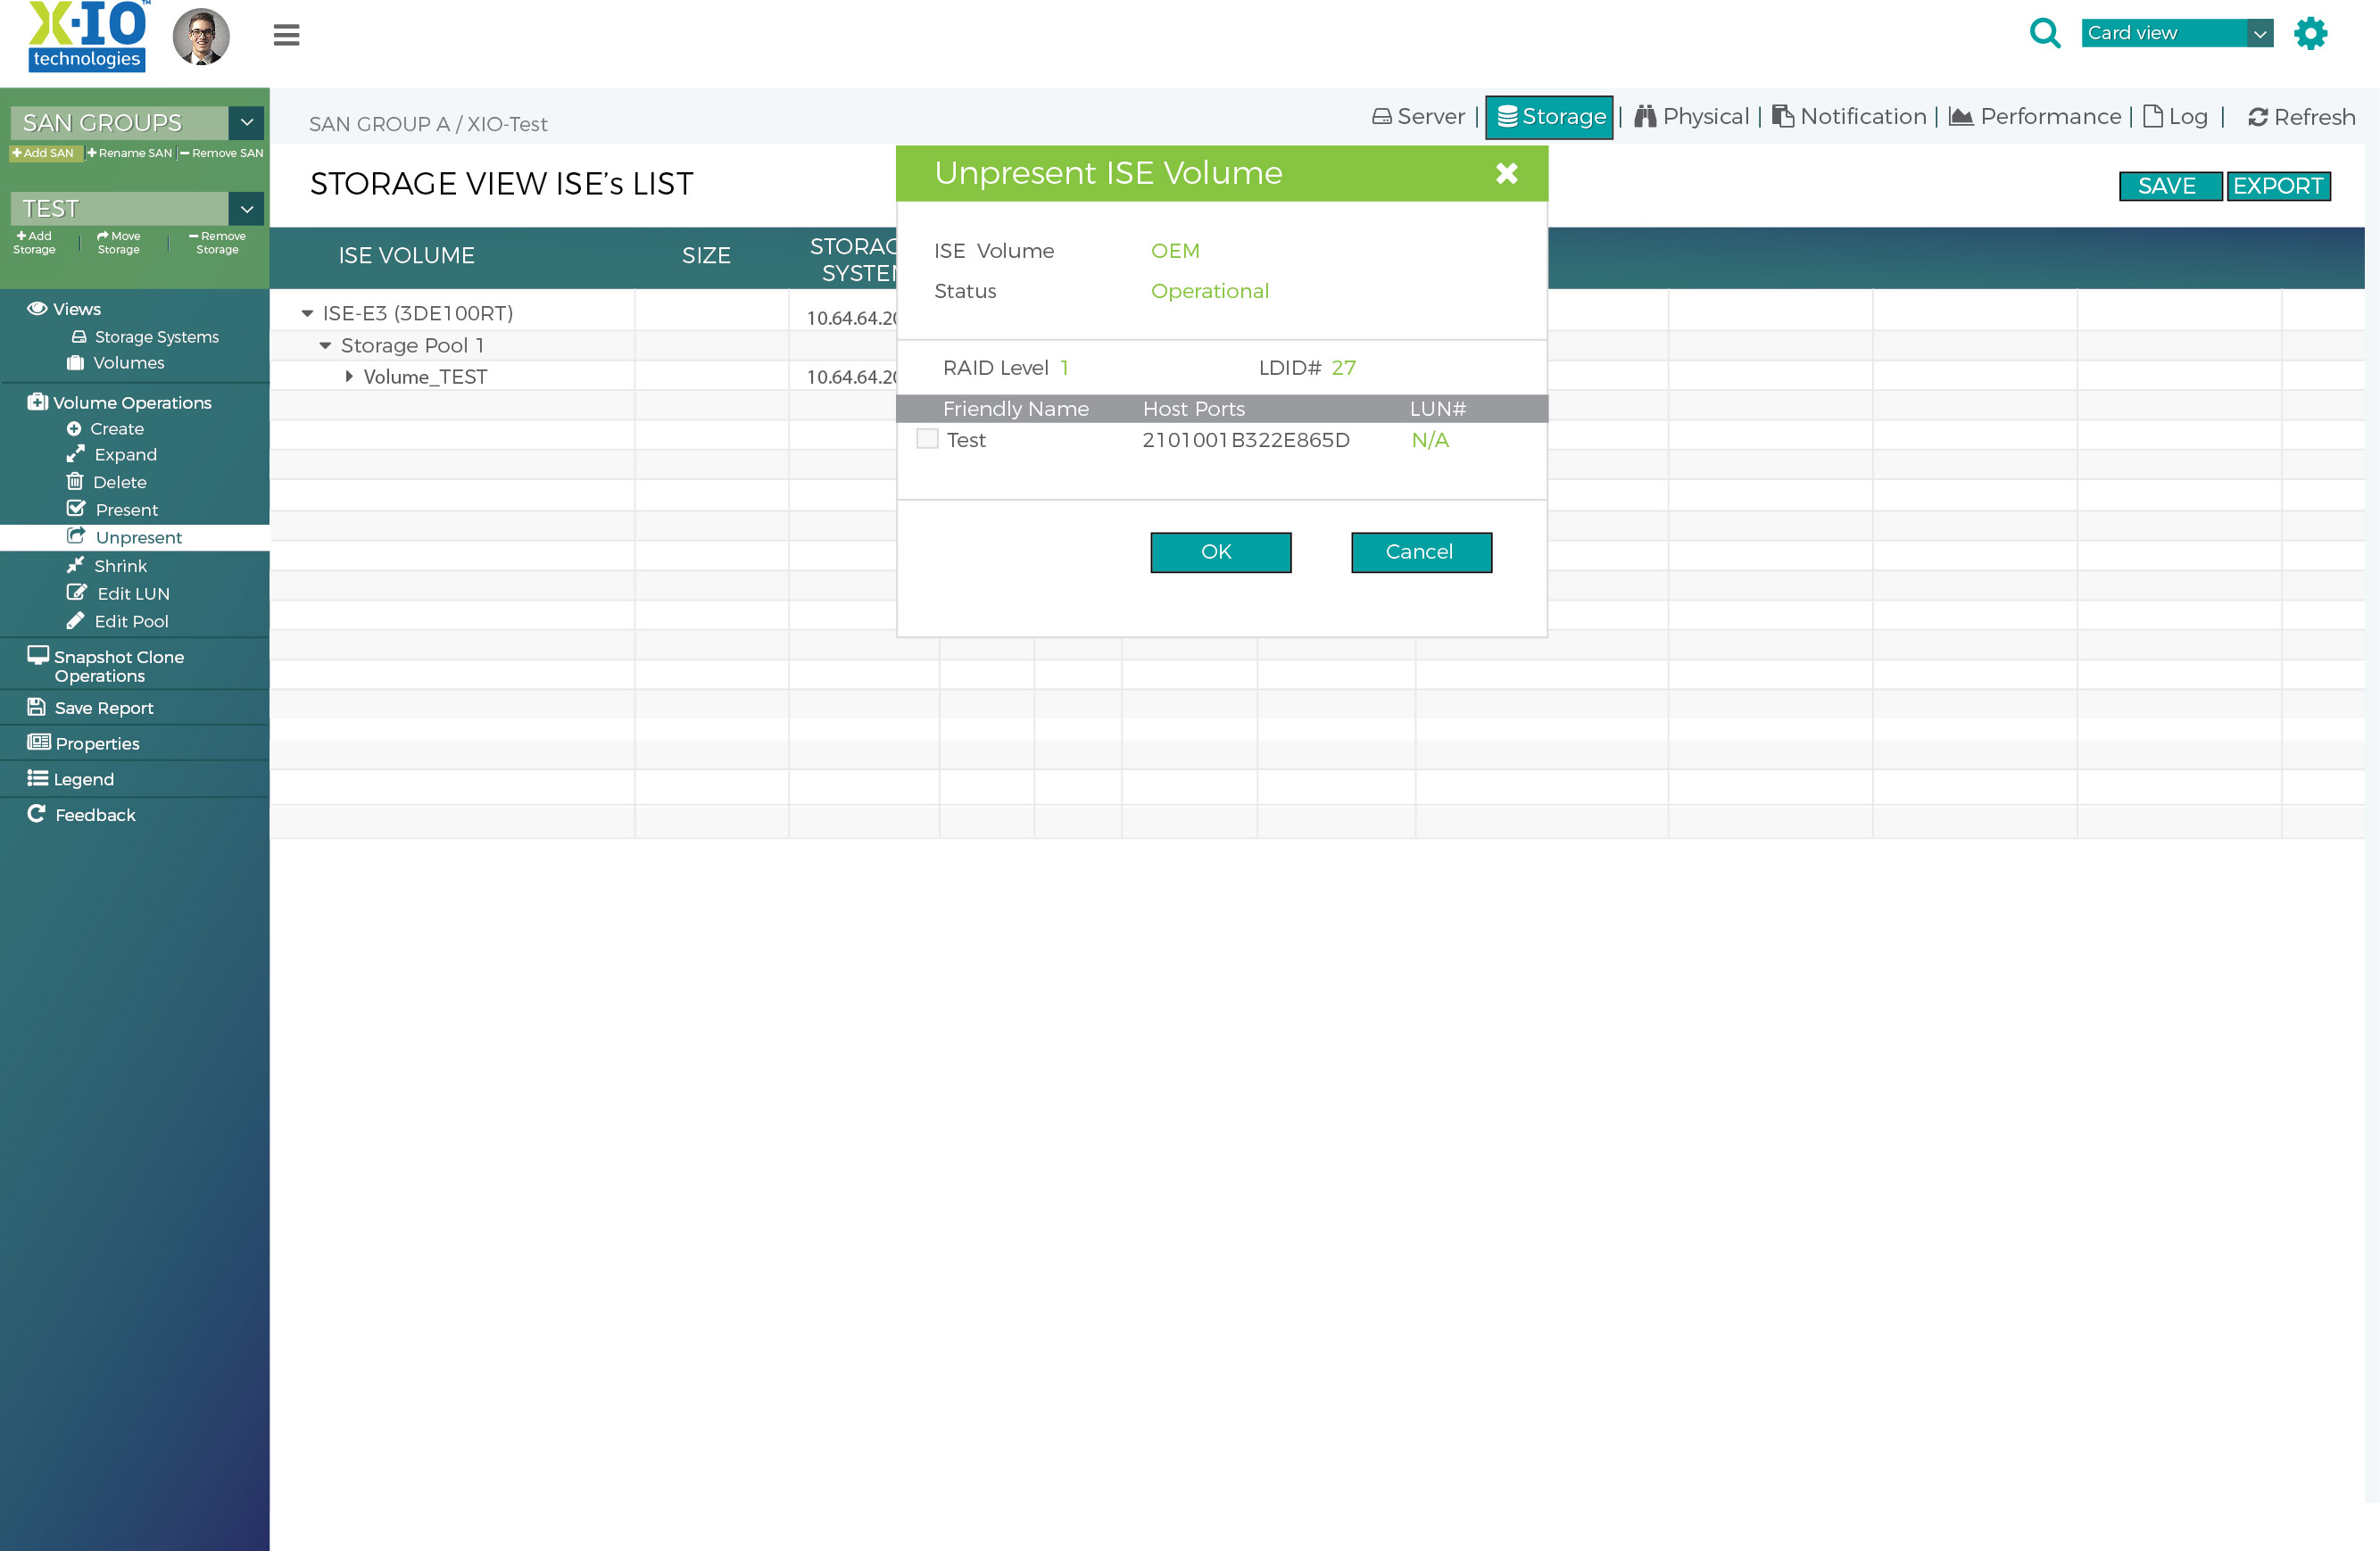 X-IO™
technologies
Card view
SAN GROUPS
Add SAN
Rename SAN
Remove SAN
TEST
Add
Storage
Move
Storage
Remove
Storage
Views
Storage Systems
Volumes
Volume Operations
Create
Expand
Delete
Present
Unpresent
Shrink
Edit LUN
Edit Pool
Snapshot Clone
Operations
Save Report
Properties
Legend
Feedback
SAN GROUP A / XIO-Test
Server | Storage | Physical | Notification | Performance | Log | Refresh
STORAGE VIEW ISE’s LIST
SAVE
EXPORT
ISE VOLUME
SIZE
STORAG
SYSTEM
ISE-E3 (3DE100RT)
10.64.64.20
Storage Pool 1
Volume_TEST
10.64.64.20
Unpresent ISE Volume
ISE Volume OEM
Status Operational
RAID Level 1 LDID# 27
Friendly Name Host Ports LUN#
Test 2101001B322E865D N/A
OK
Cancel